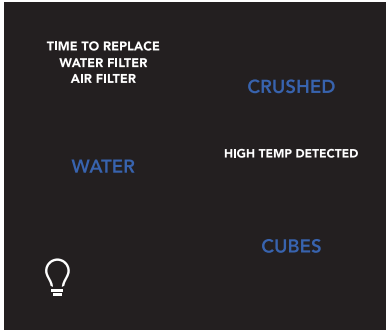 TIME TO REPLACE
WATER FILTER
AIR FILTER
CRUSHED
HIGH TEMP DETECTED
WATER
CUBES